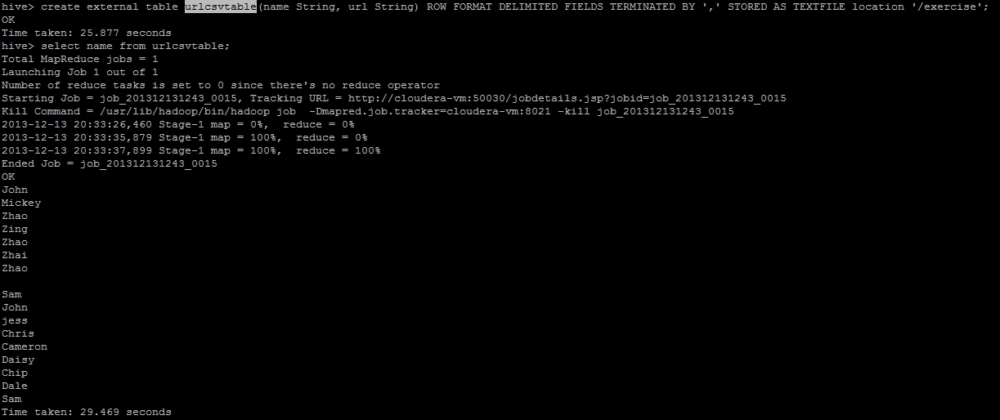 hive> create external table urlcsvtable(name String, url String) ROW FORMAT DELIMITED FIELDS TERMINATED BY ',' STORED AS TEXTFILE location '/exercise';
OK
Time taken: 25.877 seconds
hive> select name from urlcsvtable;
Total MapReduce jobs = 1
Launching Job 1 out of 1
Number of reduce tasks is set to 0 since there's no reduce operator
Starting Job = job_201312131243_0015, Tracking URL = http://cloudera-vm:50030/jobdetails.jsp?jobid=job_201312131243_0015
Kill Command = /usr/lib/hadoop/bin/hadoop job  -Dmapred.job.tracker=cloudera-vm:8021 -kill job_201312131243_0015
2013-12-13 20:33:26,460 Stage-1 map = 0%,  reduce = 0%
2013-12-13 20:33:35,879 Stage-1 map = 100%,  reduce = 0%
2013-12-13 20:33:37,899 Stage-1 map = 100%,  reduce = 100%
Ended Job = job_201312131243_0015
OK
John
Mickey
Zhao
Zing
Zhao
Zhai
Zhao

Sam
John
jess
Chris
Cameron
Daisy
Chip
Dale
Sam
Time taken: 29.469 seconds